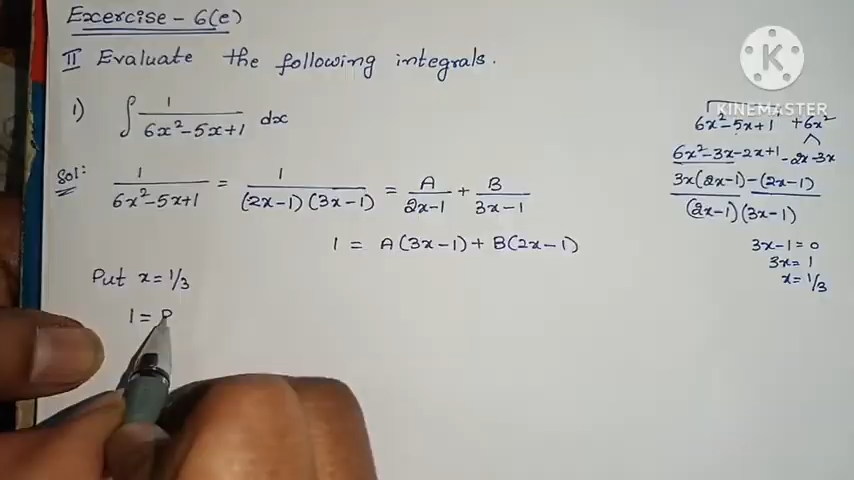 Excercise - 6(e)
II Evaluate the following integrals.
1) ∫ 1/(6x²-5x+1) dx
Sol: 1/(6x²-5x+1) = 1/((2x-1)(3x-1)) = A/(2x-1) + B/(3x-1)
1 = A(3x-1) + B(2x-1)
Put x = 1/3
1 =
KINEMASTER
6x²-5x+1 +6x²
6x²-3x-2x+1 -2x-3x
3x(2x-1)-(2x-1)
(2x-1)(3x-1)
3x-1=0
3x=1
x=1/3